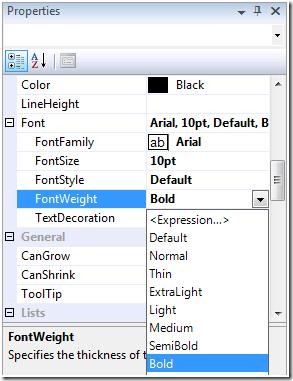 Properties
Color Black
LineHeight
Font Arial, 10pt, Default, B
FontFamily ab Arial
FontSize 10pt
FontStyle Default
FontWeight Bold
TextDecoration <Expression...>
General Default
CanGrow Normal
CanShrink Thin
ToolTip ExtraLight
Lists Light
Medium
SemiBold
Bold
FontWeight
Specifies the thickness of t